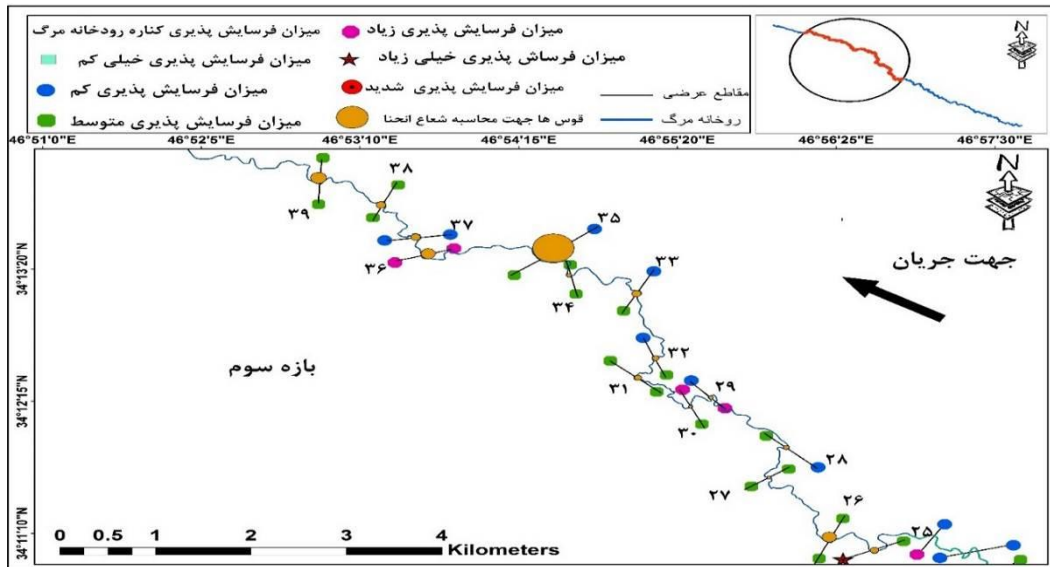 میزان فرسایش پذیری کناره رودخانه مرگ
میزان فرسایش پذیری خیلی کم
میزان فرسایش پذیری کم
میزان فرسایش پذیری متوسط
میزان فرسایش پذیری زیاد
میزان فرساش پذیری خیلی زیاد
میزان فرسایش پذیری شدید
قوس ها جهت محاسبه شعاع انحنا
مقاطع عرضی
روخانه مرگ
N
46°51'0"E 46°52'5"E 46°53'10"E 46°54'15"E 46°55'20"E 46°56'25"E 46°57'30"E
34°13'20"N
34°12'15"N
34°11'10"N
N
جهت جریان
بازه سوم
۳۹
۳۸
۳۷
۳۶
۳۵
۳۴
۳۳
۳۲
۳۱
۳۰
۲۹
۲۸
۲۷
۲۶
۲۵
0 0.5 1 2 3 4
Kilometers